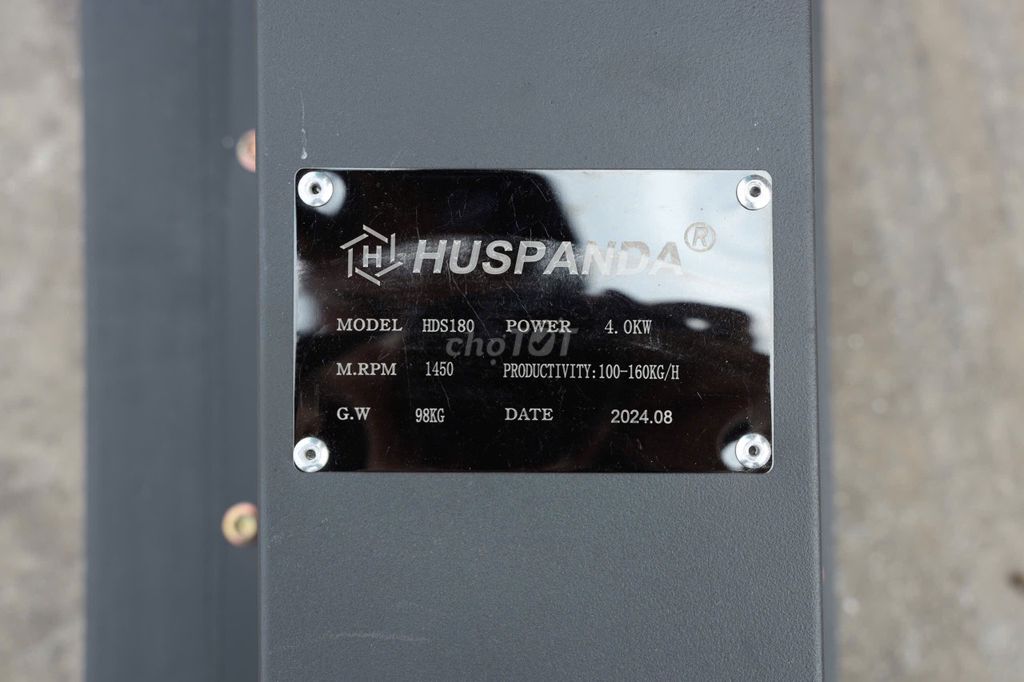 H HUSPANDA®
MODEL HDS180 POWER 4.0KW
chợTỐT
M.RPM 1450 PRODUCTIVITY:100-160KG/H
G.W 98KG DATE 2024.08